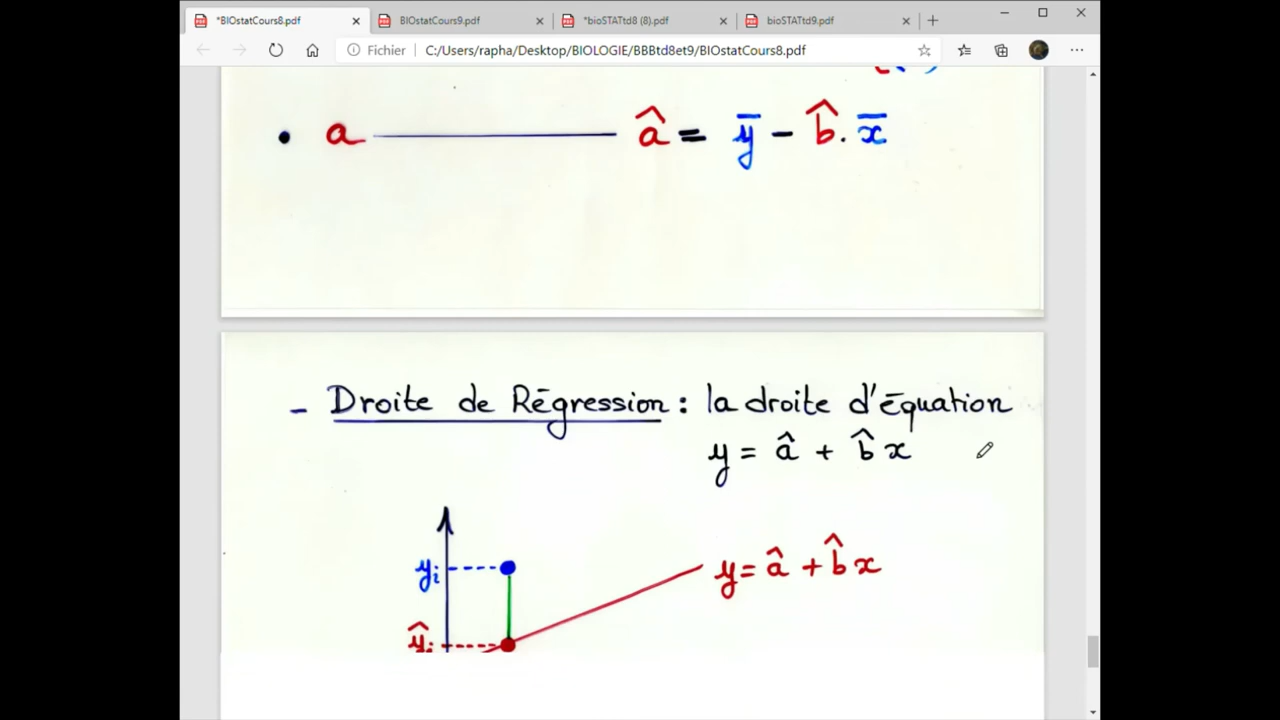 *BIOstatCours8.pdf
BIOstatCours9.pdf
*bioSTATtd8 (8).pdf
bioSTATtd9.pdf
Fichier
C:/Users/rapha/Desktop/BIOLOGIE/BBBtd8et9/BIOstatCours8.pdf
• a ——— â = ȳ - b̂ . x̄
- Droite de Régression : la droite d'équation
y = â + b̂ x
yi
y = â + b̂ x
ŷi